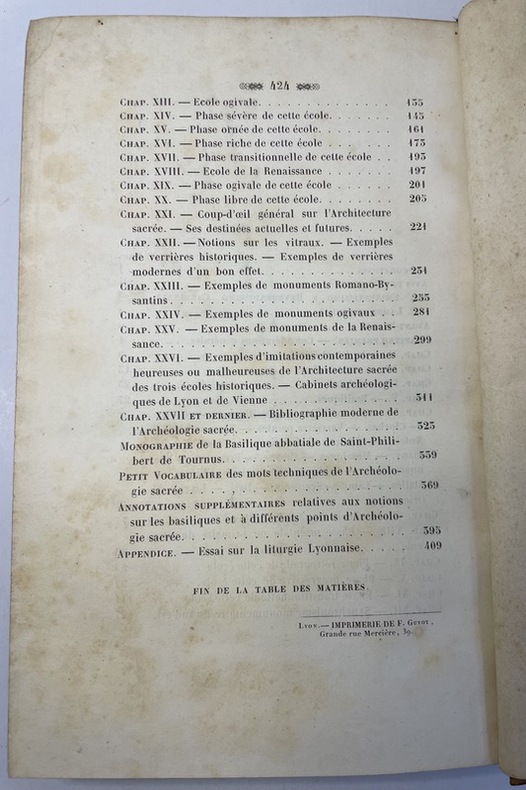 424
CHAP. XIII. — Ecole ogivale. . . . . . . . . . . . . . 135
CHAP. XIV. — Phase sévère de cette école. . . . . . . 145
CHAP. XV. — Phase ornée de cette école. . . . . . . . 161
CHAP. XVI. — Phase riche de cette école . . . . . . . 173
CHAP. XVII. — Phase transitionnelle de cette école . . 193
CHAP. XVIII. — Ecole de la Renaissance . . . . . . . 197
CHAP. XIX. — Phase ogivale de cette école . . . . . . 201
CHAP. XX. — Phase libre de cette école. . . . . . . . 205
CHAP. XXI. — Coup-d'œil général sur l'Architecture
sacrée. — Ses destinées actuelles et futures. . . . . 221
CHAP. XXII. — Notions sur les vitraux. — Exemples
de verrières historiques. — Exemples de verrières
modernes d'un bon effet. . . . . . . . . . . . . . 231
CHAP. XXIII. — Exemples de monuments Romano-By-
santins . . . . . . . . . . . . . . . . . . . . . 255
CHAP. XXIV. — Exemples de monuments ogivaux . . 281
CHAP. XXV. — Exemples de monuments de la Renais-
sance. . . . . . . . . . . . . . . . . . . . . . 299
CHAP. XXVI. — Exemples d'imitations contemporaines
heureuses ou malheureuses de l'Architecture sacrée
des trois écoles historiques. — Cabinets archéologi-
ques de Lyon et de Vienne . . . . . . . . . . . . 311
CHAP. XXVII ET DERNIER. — Bibliographie moderne de
l'Archéologie sacrée. . . . . . . . . . . . . . . . 325
MONOGRAPHIE de la Basilique abbatiale de Saint-Phili-
bert de Tournus. . . . . . . . . . . . . . . . . . 339
PETIT VOCABULAIRE des mots techniques de l'Archéolo-
gie sacrée . . . . . . . . . . . . . . . . . . . . 369
ANNOTATIONS SUPPLÉMENTAIRES relatives aux notions
sur les basiliques et à différents points d'Archéolo-
gie sacrée. . . . . . . . . . . . . . . . . . . . 395
APPENDICE. — Essai sur la liturgie Lyonnaise. . . . . 409
FIN DE LA TABLE DES MATIÈRES.
LYON. — IMPRIMERIE DE F. GUYOT,
Grande rue Mercière, 39.